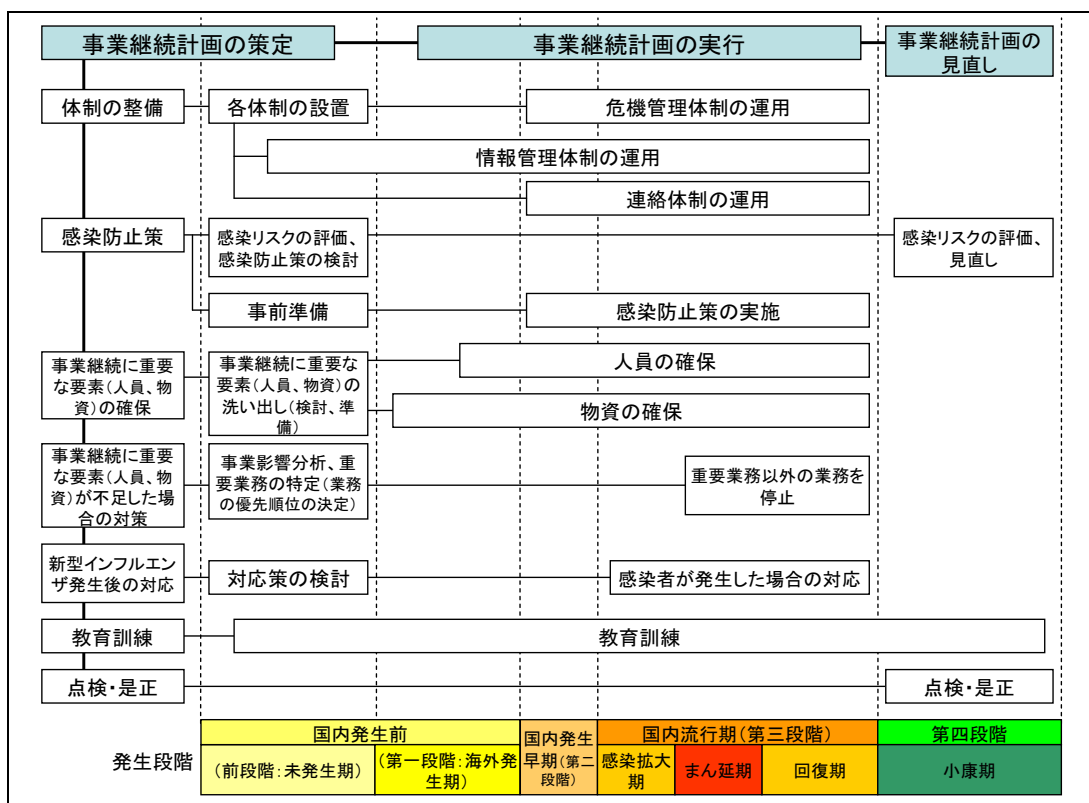 事業継続計画の策定
事業継続計画の実行
事業継続計画の
見直し
体制の整備
各体制の設置
危機管理体制の運用
情報管理体制の運用
連絡体制の運用
感染防止策
感染リスクの評価、
感染防止策の検討
感染リスクの評価、
見直し
事前準備
感染防止策の実施
事業継続に重要
な要素(人員、物
資)の確保
事業継続に重要な
要素(人員、物資)の
洗い出し(検討、準
備)
人員の確保
物資の確保
事業継続に重要
な要素(人員、物
資)が不足した場
合の対策
事業影響分析、重
要業務の特定(業務
の優先順位の決定)
重要業務以外の業務を
停止
新型インフルエン
ザ発生後の対応
対応策の検討
感染者が発生した場合の対応
教育訓練
教育訓練
点検・是正
点検・是正
発生段階
国内発生前
(前段階:未発生期)
(第一段階:海外発
生期)
国内発生
早期(第二
段階)
国内流行期(第三段階)
感染拡大
期
まん延期
回復期
第四段階
小康期